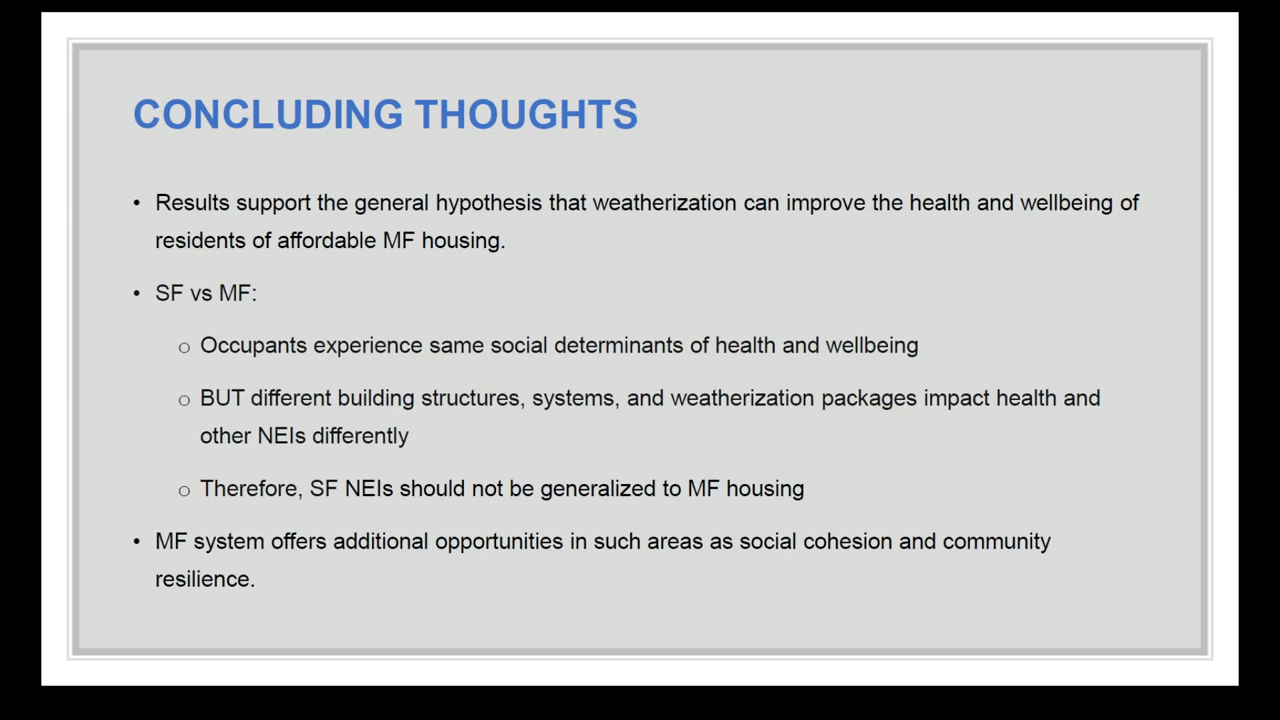 CONCLUDING THOUGHTS
• Results support the general hypothesis that weatherization can improve the health and wellbeing of
residents of affordable MF housing.
• SF vs MF:
o Occupants experience same social determinants of health and wellbeing
o BUT different building structures, systems, and weatherization packages impact health and
other NEIs differently
o Therefore, SF NEIs should not be generalized to MF housing
• MF system offers additional opportunities in such areas as social cohesion and community
resilience.